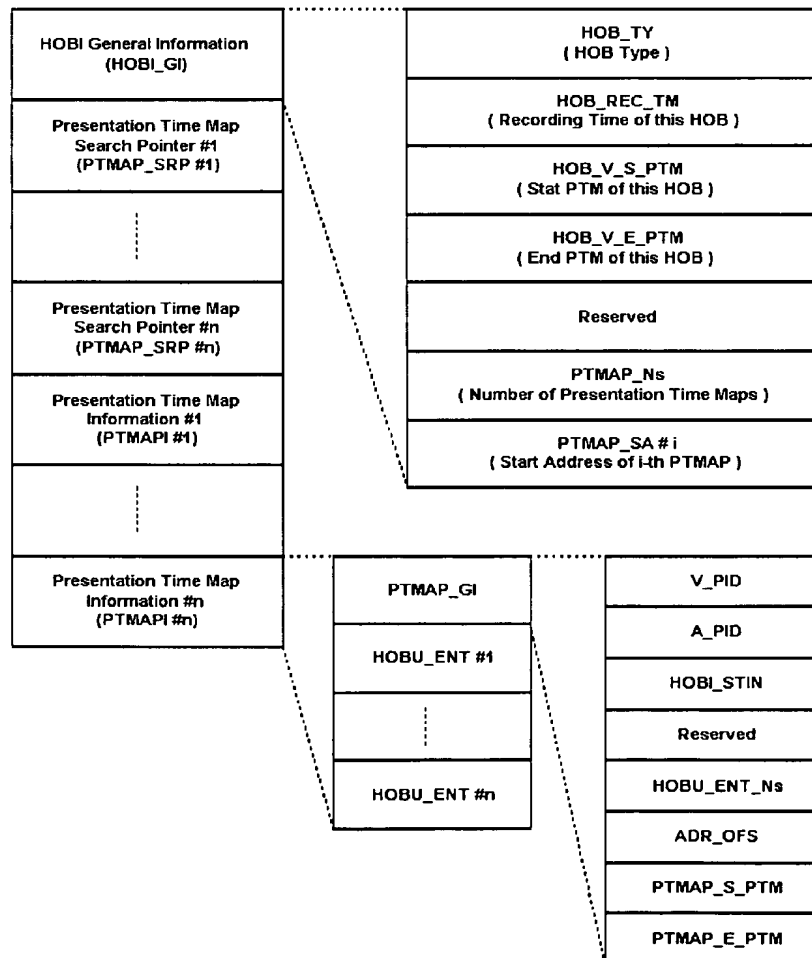 HOBI General Information
(HOBI_GI)
Presentation Time Map
Search Pointer #1
(PTMAP_SRP #1)
Presentation Time Map
Search Pointer #n
(PTMAP_SRP #n)
Presentation Time Map
Information #1
(PTMAPI #1)
Presentation Time Map
Information #n
(PTMAPI #n)
HOB_TY
( HOB Type )
HOB_REC_TM
( Recording Time of this HOB )
HOB_V_S_PTM
( Stat PTM of this HOB )
HOB_V_E_PTM
( End PTM of this HOB )
Reserved
PTMAP_Ns
( Number of Presentation Time Maps )
PTMAP_SA # i
( Start Address of i-th PTMAP )
PTMAP_GI
HOBU_ENT #1
HOBU_ENT #n
V_PID
A_PID
HOBI_STIN
Reserved
HOBU_ENT_Ns
ADR_OFS
PTMAP_S_PTM
PTMAP_E_PTM